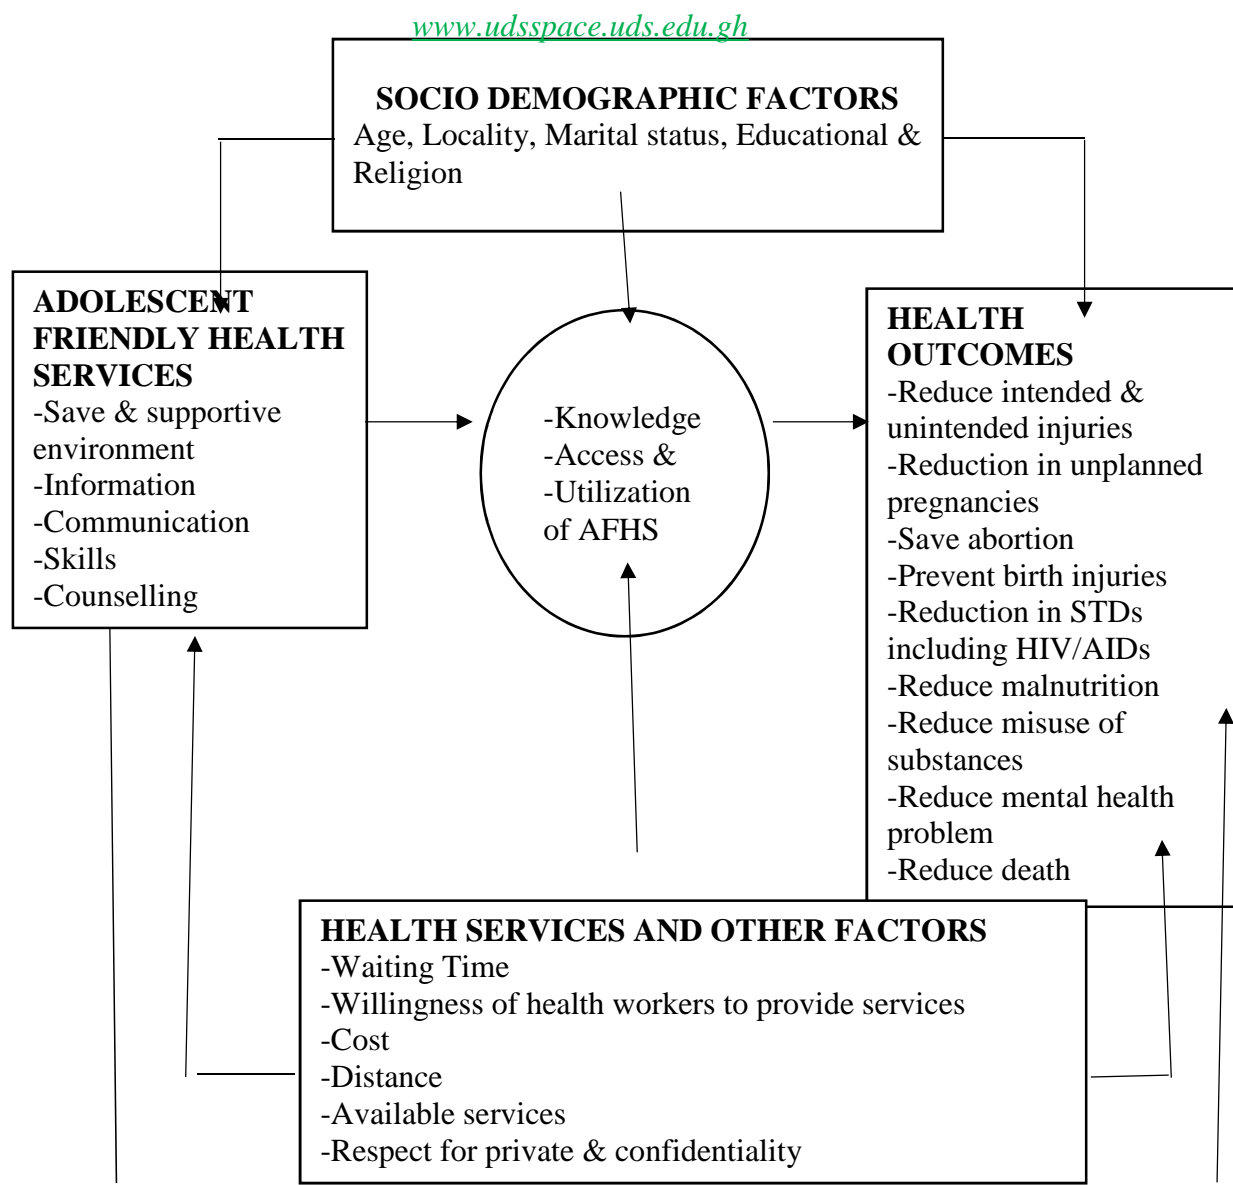 www.udsspace.uds.edu.gh
SOCIO DEMOGRAPHIC FACTORS
Age, Locality, Marital status, Educational &
Religion
ADOLESCENT
FRIENDLY HEALTH
SERVICES
-Save & supportive
environment
-Information
-Communication
-Skills
-Counselling
-Knowledge
-Access &
-Utilization
of AFHS
HEALTH
OUTCOMES
-Reduce intended &
unintended injuries
-Reduction in unplanned
pregnancies
-Save abortion
-Prevent birth injuries
-Reduction in STDs
including HIV/AIDs
-Reduce malnutrition
-Reduce misuse of
substances
-Reduce mental health
problem
-Reduce death
HEALTH SERVICES AND OTHER FACTORS
-Waiting Time
-Willingness of health workers to provide services
-Cost
-Distance
-Available services
-Respect for private & confidentiality